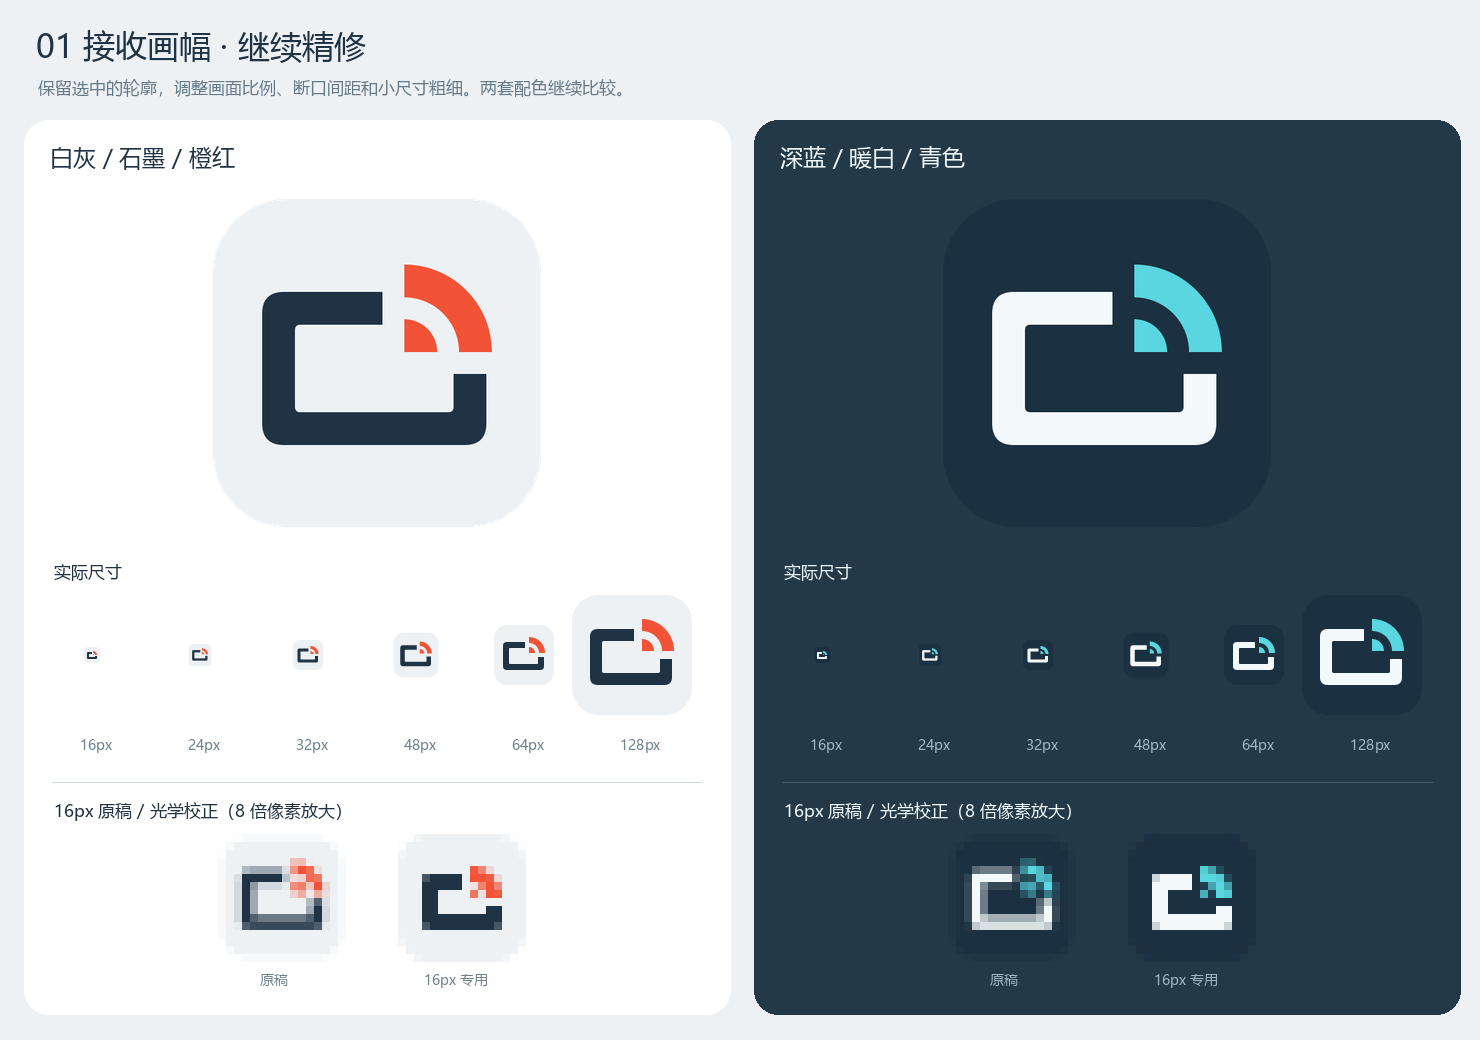 01 接收画幅 · 继续精修
保留选中的轮廓，调整画面比例、断口间距和小尺寸粗细。两套配色继续比较。
白灰 / 石墨 / 橙红
实际尺寸
16px 24px 32px 48px 64px 128px
16px 原稿 / 光学校正（8 倍像素放大）
原稿 16px 专用
深蓝 / 暖白 / 青色
实际尺寸
16px 24px 32px 48px 64px 128px
16px 原稿 / 光学校正（8 倍像素放大）
原稿 16px 专用